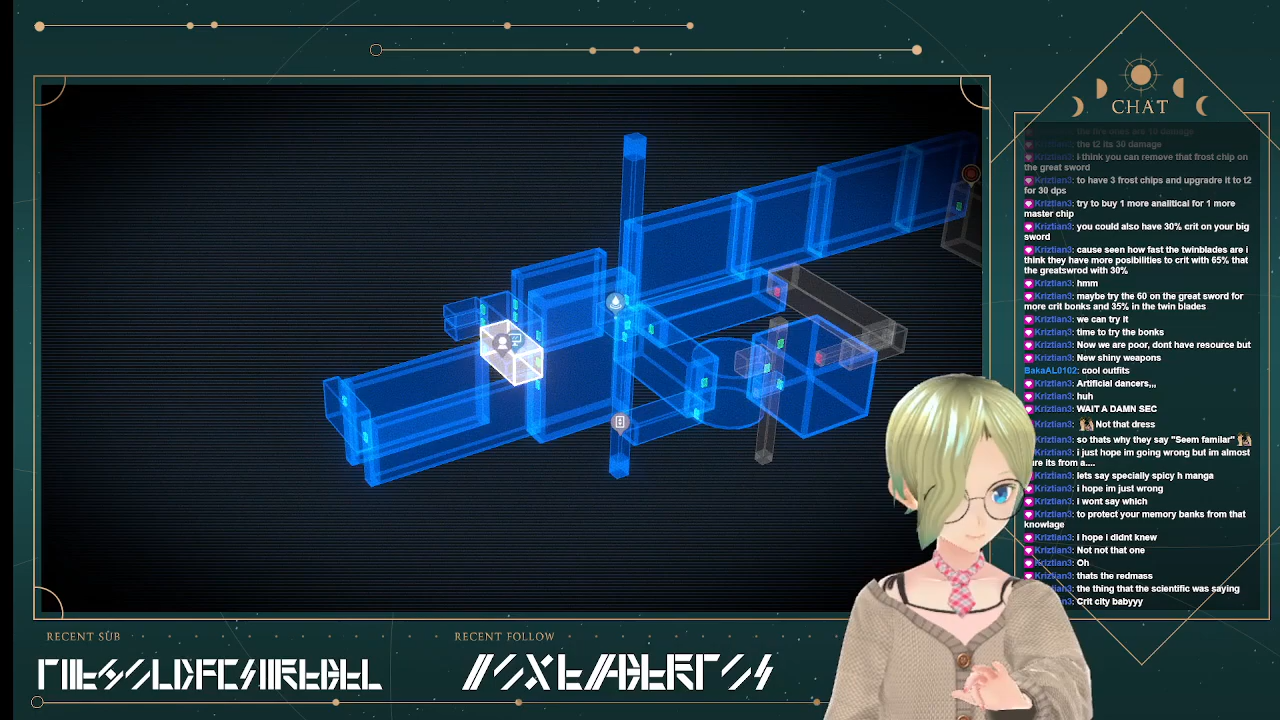 CHAT
the fire ones are 10 damage
Kriztian3: the t2 its 30 damage
Kriztian3: I think you can remove that frost chip on
the great sword
Kriztian3: to have 3 frost chips and upgradre it to t2
for 30 dps
Kriztian3: try to buy 1 more analitical for 1 more
master chip
Kriztian3: you could also have 30% crit on your big
sword
Kriztian3: cause seen how fast the twinblades are i
think they have more posibilities to crit with 65% that
the greatswrod with 30%
Kriztian3: hmm
Kriztian3: maybe try the 60 on the great sword for
more crit bonks and 35% in the twin blades
Kriztian3: we can try it
Kriztian3: time to try the bonks
Kriztian3: Now we are poor, dont have resource but
Kriztian3: New shiny weapons
BakaAL0102: cool outfits
Kriztian3: Artificial dancers,,,
Kriztian3: huh
Kriztian3: WAIT A DAMN SEC
Kriztian3: Not that dress
Kriztian3: so thats why they say "Seem familar"
Kriztian3: i just hope im going wrong but im almost
ure its from a....
Kriztian3: lets say specially spicy h manga
Kriztian3: i hope im just wrong
Kriztian3: I wont say which
Kriztian3: to protect your memory banks from that
knowlage
Kriztian3: I hope i didnt knew
Kriztian3: Not not that one
Kriztian3: Oh
Kriztian3: thats the redmass
the thing that the scientific was saying
Crit city babyyy
RECENT SUB
RECENT FOLLOW